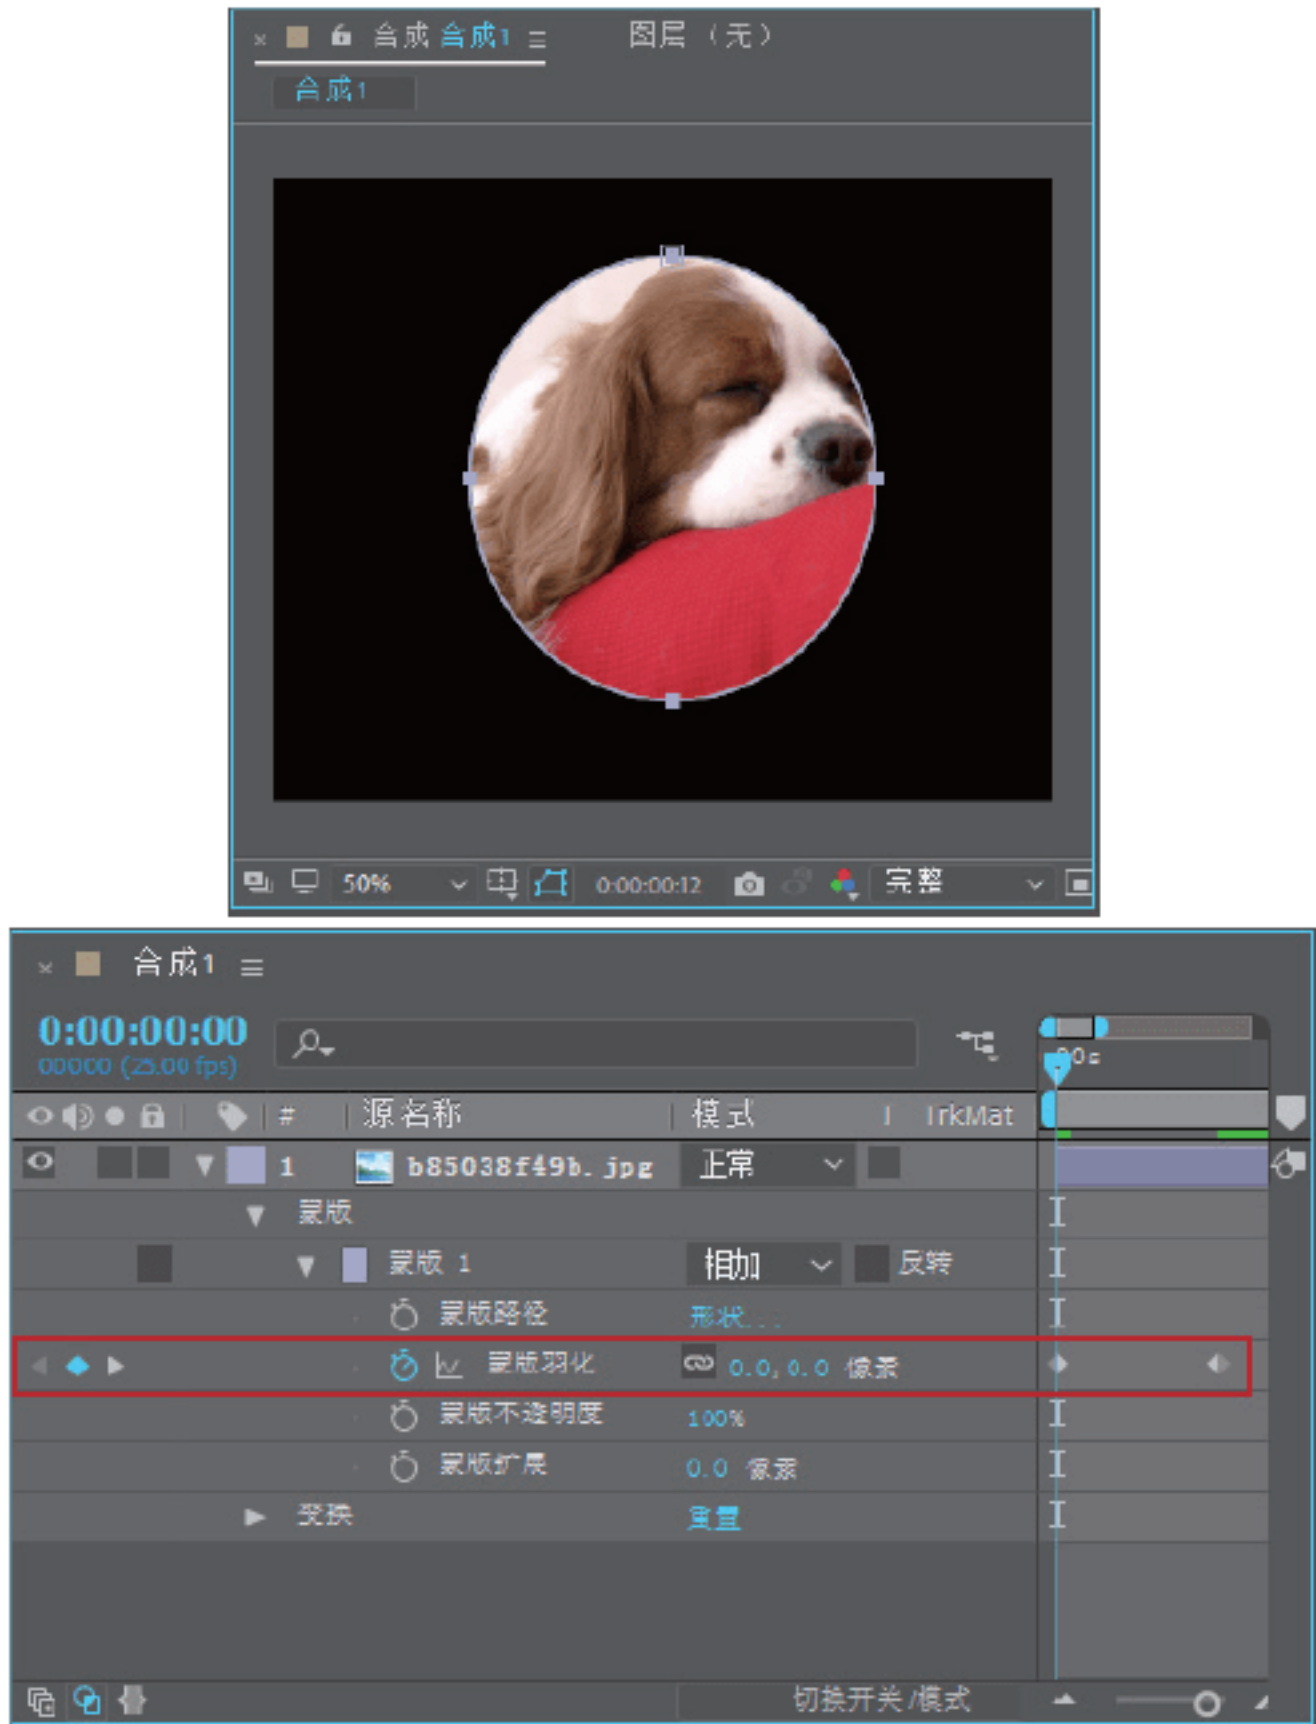 合成 合成1 图层 （无）
合成1
50% 0:00:00:12 完整
合成1
0:00:00:00
00000 (25.00 fps)
00s
# 源名称 模式 T TrkMat
1 b85038f49b.jpg 正常
蒙版
蒙版 1 相加 反转
蒙版路径 形状...
蒙版羽化 0.0,0.0 像素
蒙版不透明度 100%
蒙版扩展 0.0 像素
变换 重置
切换开关/模式